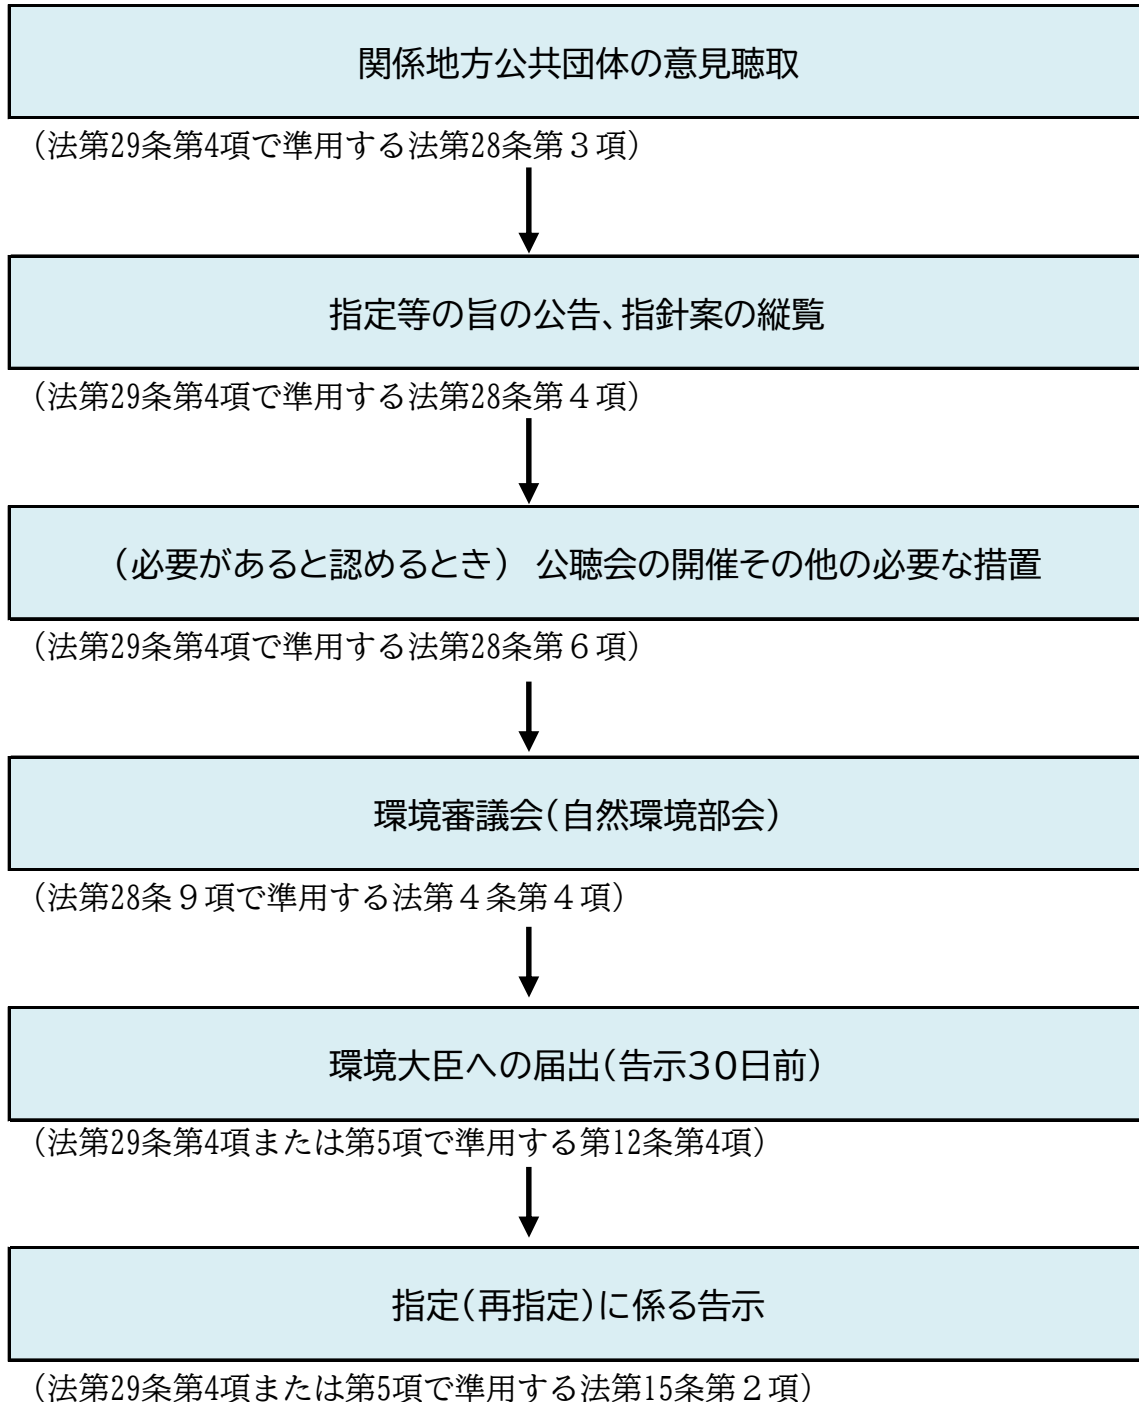 関係地方公共団体の意見聴取
（法第29条第4項で準用する法第28条第３項）
指定等の旨の公告、指針案の縦覧
（法第29条第4項で準用する法第28条第４項）
（必要があると認めるとき） 公聴会の開催その他の必要な措置
（法第29条第4項で準用する法第28条第６項）
環境審議会（自然環境部会）
（法第28条９項で準用する法第４条第４項）
環境大臣への届出（告示３０日前）
（法第29条第4項または第5項で準用する第12条第4項）
指定（再指定）に係る告示
（法第29条第4項または第5項で準用する法第15条第２項）